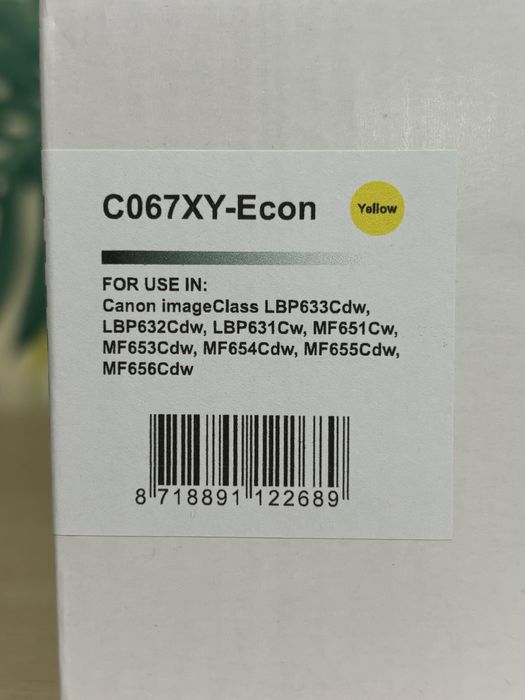 C067XY-Econ
Yellow
FOR USE IN:
Canon imageClass LBP633Cdw,
LBP632Cdw, LBP631Cw, MF651Cw,
MF653Cdw, MF654Cdw, MF655Cdw,
MF656Cdw
8 718891 122689